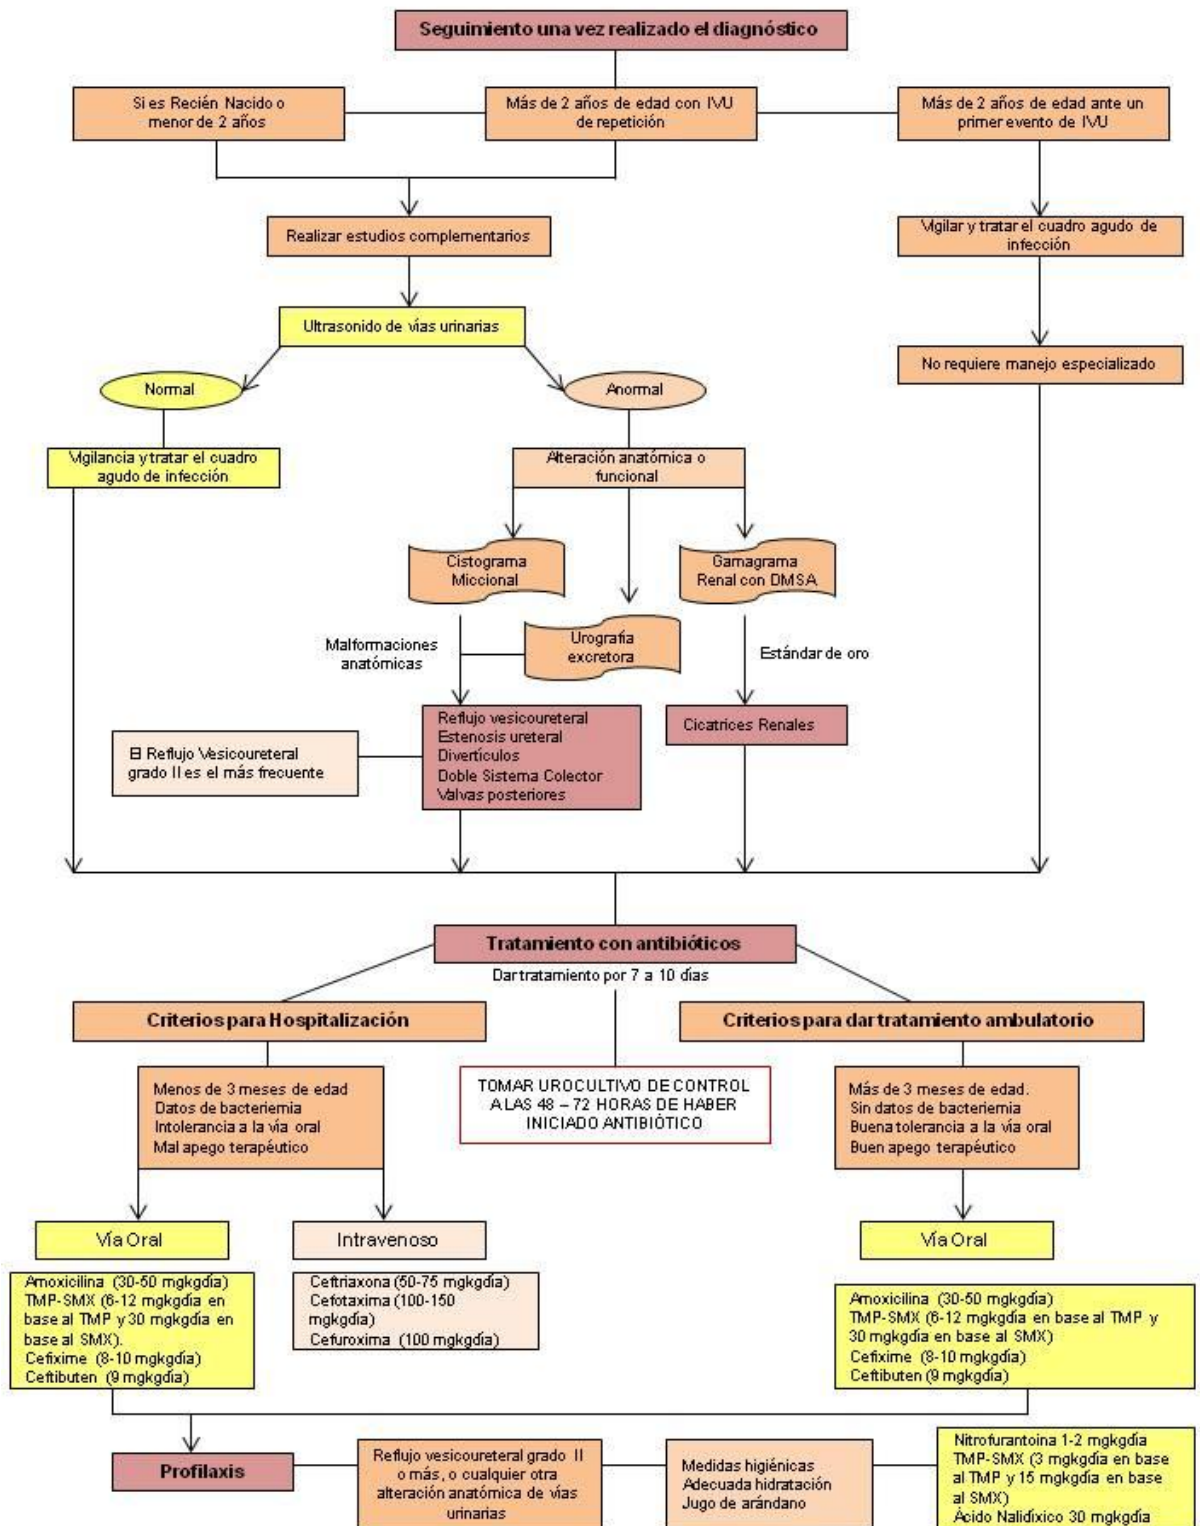 Seguimiento una vez realizado el diagnóstico
Si es Recién Nacido o
menor de 2 años
Más de 2 años de edad con IVU
de repetición
Más de 2 años de edad ante un
primer evento de IVU
Realizar estudios complementarios
Vigilar y tratar el cuadro agudo de
infección
Ultrasonido de vías urinarias
No requiere manejo especializado
Normal
Anormal
Vigilancia y tratar el cuadro
agudo de infección
Alteración anatómica o
funcional
Cistograma
Miccional
Gamagrama
Renal con DMSA
Urografía
excretora
Malformaciones
anatómicas
Estándar de oro
Reflujo vesicoureteral
Estenosis ureteral
Divertículos
Doble Sistema Colector
Valvas posteriores
Cicatrices Renales
El Reflujo Vesicoureteral
grado II es el más frecuente
Tratamiento con antibióticos
Dar tratamiento por 7 a 10 días
Criterios para Hospitalización
Criterios para dar tratamiento ambulatorio
Menos de 3 meses de edad
Datos de bacteriemia
Intolerancia a la vía oral
Mal apego terapéutico
TOMAR UROCULTIVO DE CONTROL
A LAS 48 – 72 HORAS DE HABER
INICIADO ANTIBIÓTICO
Más de 3 meses de edad.
Sin datos de bacteriemia
Buena tolerancia a la vía oral
Buen apego terapéutico
Vía Oral
Intravenoso
Vía Oral
Amoxicilina (30-50 mgkgdía)
TMP-SMX (6-12 mgkgdía en
base al TMP y 30 mgkgdía en
base al SMX).
Cefixime (8-10 mgkgdía)
Ceftibuten (9 mgkgdía)
Ceftriaxona (50-75 mgkgdía)
Cefotaxima (100-150
mgkgdía)
Cefuroxima (100 mgkgdía)
Amoxicilina (30-50 mgkgdía)
TMP-SMX (6-12 mgkgdía en base al TMP y
30 mgkgdía en base al SMX)
Cefixime (8-10 mgkgdía)
Ceftibuten (9 mgkgdía)
Profilaxis
Reflujo vesicoureteral grado II
o más, o cualquier otra
alteración anatómica de vías
urinarias
Medidas higiénicas
Adecuada hidratación
Jugo de arándano
Nitrofurantoina 1-2 mgkgdía
TMP-SMX (3 mgkgdía en base
al TMP y 15 mgkgdía en base
al SMX)
Ácido Nalidíxico 30 mgkgdía